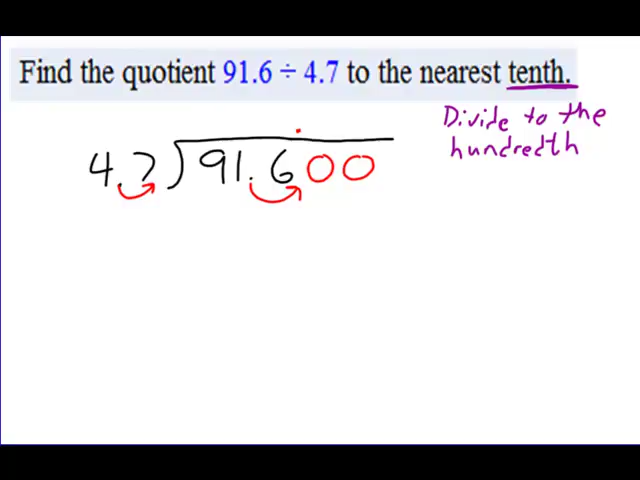 Find the quotient 91.6 ÷ 4.7 to the nearest tenth.
Divide to the
hundredth
4.7)91.600